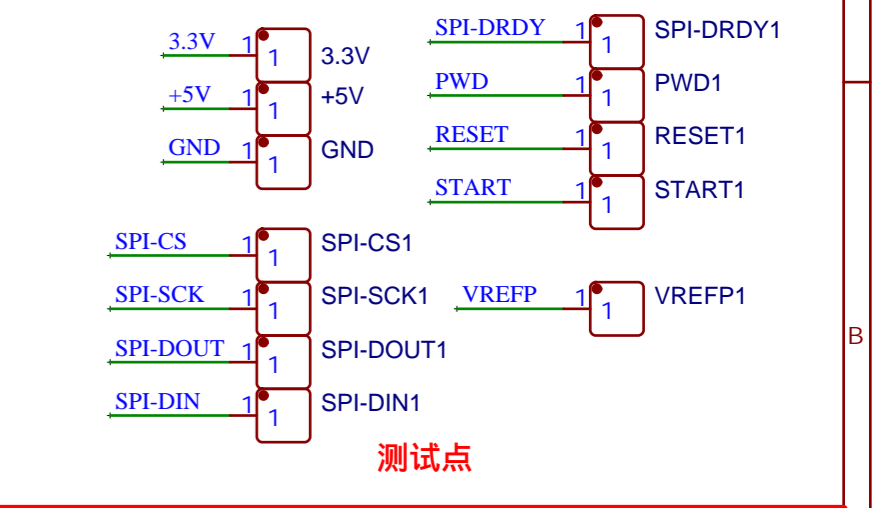 3.3V 1 1 3.3V
+5V 1 1 +5V
GND 1 1 GND
SPI-DRDY 1 1 SPI-DRDY1
PWD 1 1 PWD1
RESET 1 1 RESET1
START 1 1 START1
SPI-CS 1 1 SPI-CS1
SPI-SCK 1 1 SPI-SCK1
SPI-DOUT 1 1 SPI-DOUT1
SPI-DIN 1 1 SPI-DIN1
VREFP 1 1 VREFP1
测试点
B